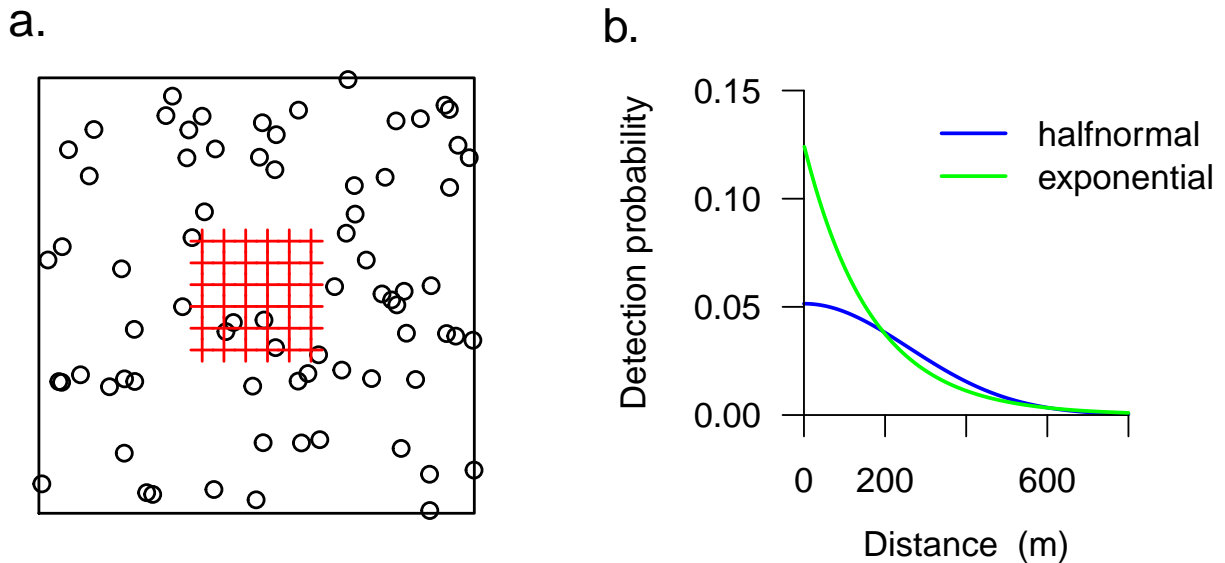 a.
b.
Detection probability
0.15
0.10
0.05
0.00
halfnormal
exponential
0 200 600
Distance (m)